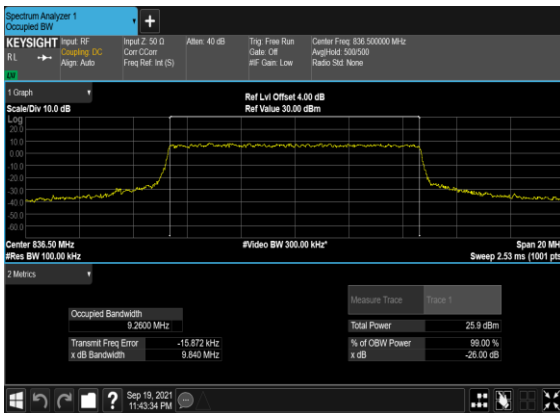 Spectrum Analyzer 1
Occupied BW
KEYSIGHT
RL
LV
Input: RF
Coupling: DC
Align: Auto
Input Z: 50 Ω
Corr CCorr
Freq Ref: Int (S)
Atten: 40 dB
Trig: Free Run
Gate: Off
#IF Gain: Low
Center Freq: 836.500000 MHz
Avg|Hold: 500/500
Radio Std: None
1 Graph
Scale/Div 10.0 dB
Ref Lvl Offset 4.00 dB
Ref Value 30.00 dBm
Log
20.0
10.0
0.00
-10.0
-20.0
-30.0
-40.0
-50.0
-60.0
Center 836.50 MHz
#Res BW 100.00 kHz
#Video BW 300.00 kHz*
Span 20 MH
Sweep 2.53 ms (1001 pts
2 Metrics
Measure Trace Trace 1
Occupied Bandwidth
9.2600 MHz
Total Power 25.9 dBm
Transmit Freq Error -15.872 kHz
% of OBW Power 99.00 %
x dB Bandwidth 9.840 MHz
x dB -26.00 dB
Sep 19, 2021
11:43:34 PM